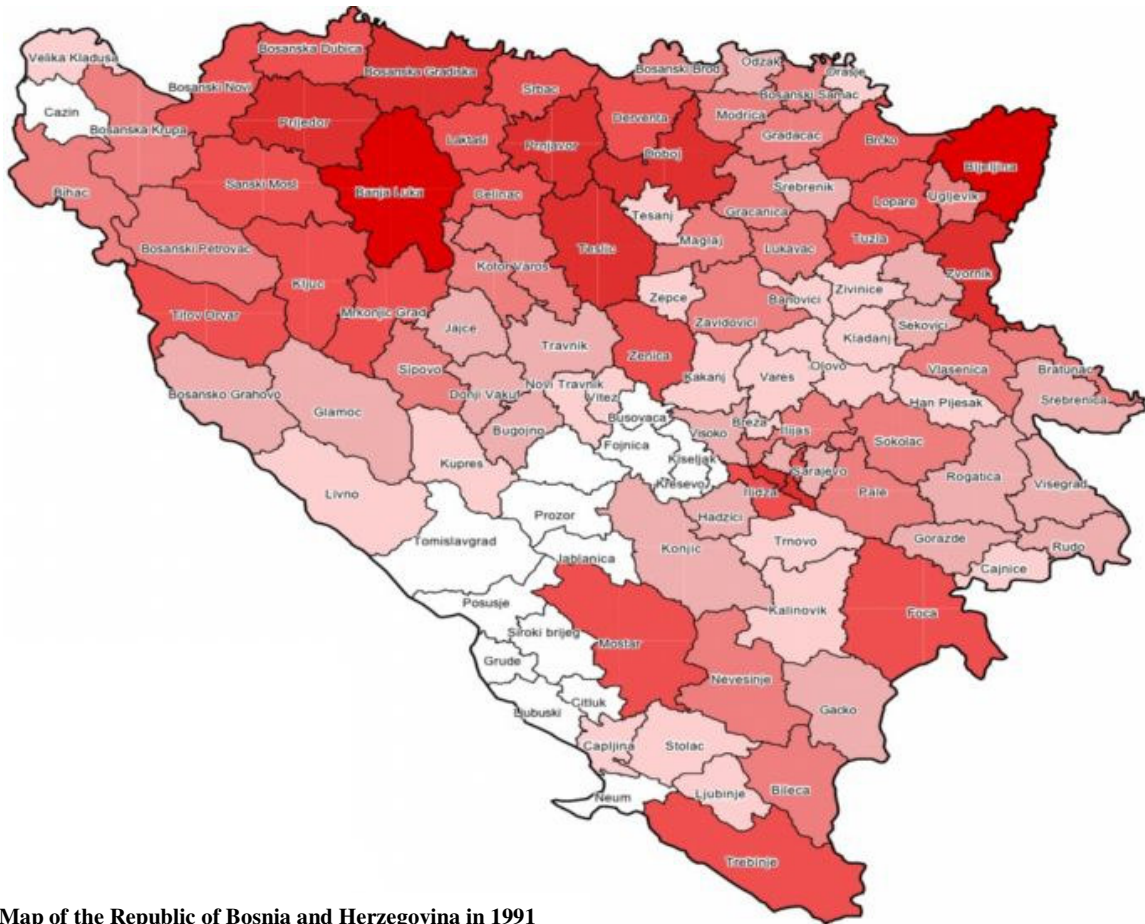 Velika Kladusa
Cazin
Bosanska Krupa
Bihac
Bosanski Novi
Bosanska Dubica
Bosanska Gradiska
Prijedor
Sanski Most
Banja Luka
Bosanski Petrovac
Kljuc
Titov Drvar
Mrkonjic Grad
Srbac
Laktasi
Prnjavor
Celinac
Kotor Varos
Teslic
Derventa
Doboj
Bosanski Brod
Odzak
Orasje
Bosanski Samac
Modrica
Gradacac
Brcko
Bijeljina
Srebrenik
Gracanica
Lopare
Ugljevik
Tesanj
Maglaj
Lukavac
Tuzla
Zvornik
Zepce
Zavidovici
Banovici
Zivinice
Kladanj
Sekovici
Jajce
Travnik
Zenica
Sipovo
Donji Vakuf
Novi Travnik
Vitez
Kakanj
Vares
Olovo
Vlasenica
Bratunac
Srebrenica
Han Pijesak
Bosansko Grahovo
Glamoc
Bugojno
Busovaca
Fojnica
Kiseljak
Kresevo
Visoko
Breza
Ilijas
Sokolac
Kupres
Livno
Sarajevo
Ilidza
Pale
Rogatica
Visegrad
Prozor
Tomislavgrad
Jablanica
Konjic
Hadzici
Trnovo
Gorazde
Rudo
Cajnice
Kalinovik
Foca
Posusje
Siroki brijeg
Grude
Mostar
Ljubuski
Citluk
Nevesinje
Gacko
Capljina
Stolac
Neum
Ljubinje
Bileca
Trebinje
Map of the Republic of Bosnia and Herzegovina in 1991